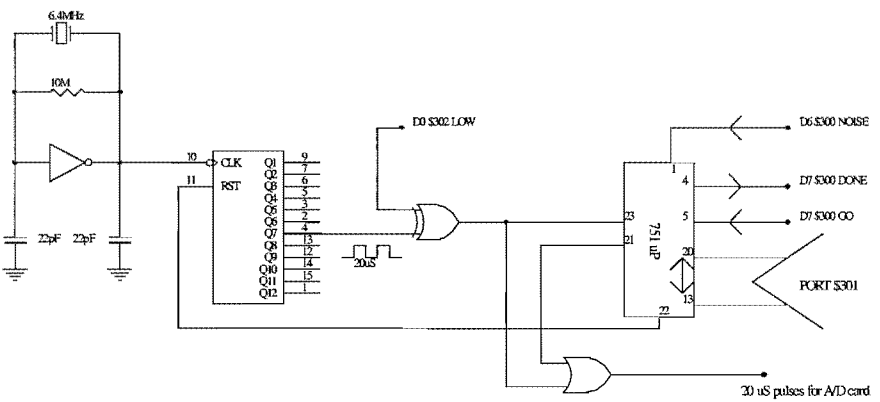 6.4MHz
10M
22pF
22pF
10
CLK
11
RST
Q1 9
Q2 7
Q3 6
Q4 5
Q5 3
Q6 2
Q7 4
Q8 13
Q9 12
Q10 14
Q11 15
Q12 1
20uS
D0 $302 LOW
23
21
751 uP
1
4
5
20
13
22
D6 $300 NOISE
D7 $300 DONE
D7 $300 GO
PORT $301
20 uS pulses for A/D card